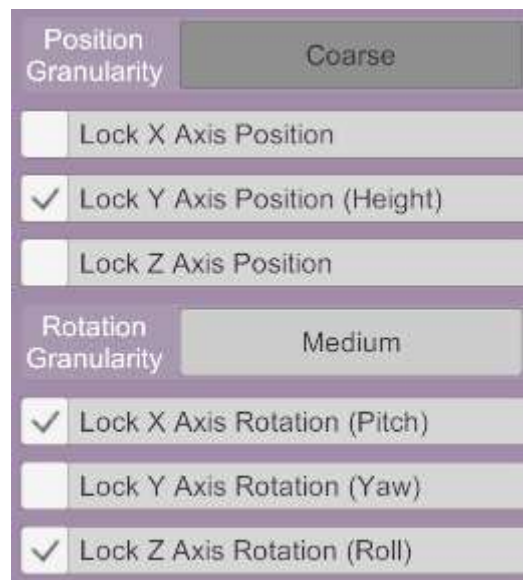 Position
Granularity
Coarse
Lock X Axis Position
Lock Y Axis Position (Height)
Lock Z Axis Position
Rotation
Granularity
Medium
Lock X Axis Rotation (Pitch)
Lock Y Axis Rotation (Yaw)
Lock Z Axis Rotation (Roll)